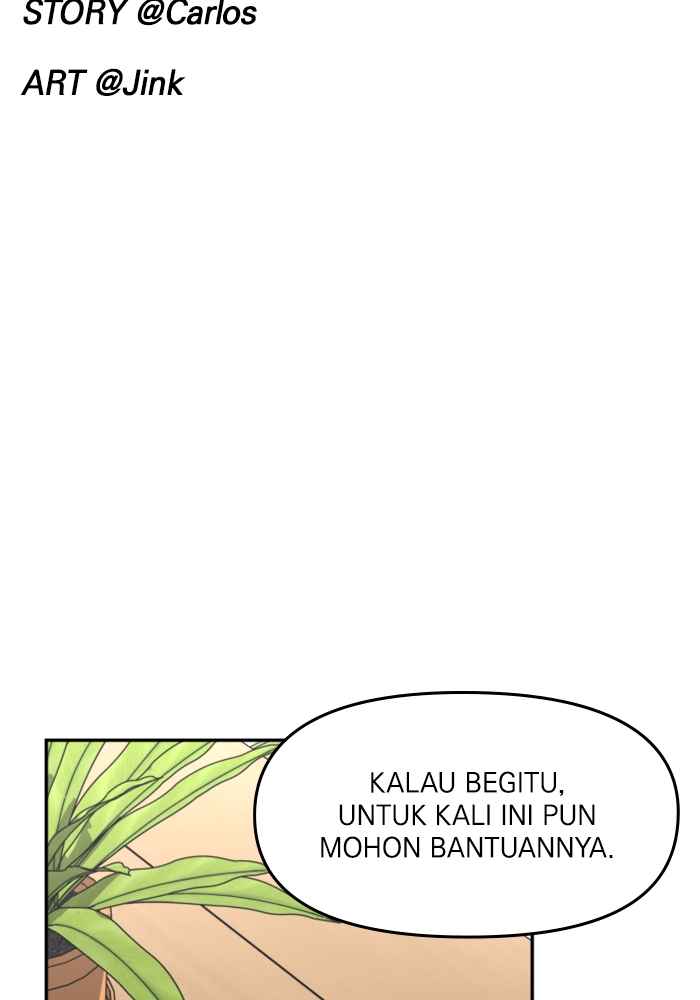 STORY @Carlos
ART @Jink
KALAU BEGITU,
UNTUK KALI INI PUN
MOHON BANTUANNYA.